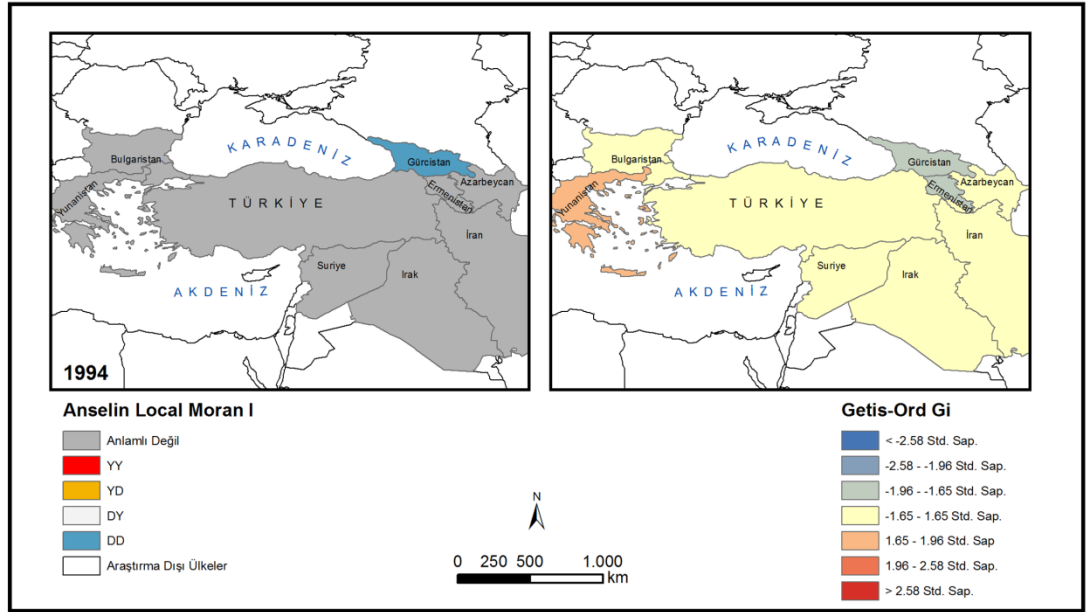 KARADENİZ
Bulgaristan
Gürcistan
Azarbeycan
Ermenistan
Yunanistan
TÜRKİYE
İran
Suriye
Irak
AKDENİZ
1994
KARADENİZ
Bulgaristan
Gürcistan
Azarbeycan
Ermenistan
Yunanistan
TÜRKİYE
İran
Suriye
Irak
AKDENİZ
Anselin Local Moran I
Anlamlı Değil
YY
YD
DY
DD
Araştırma Dışı Ülkeler
N
0 250 500 1.000
km
Getis-Ord Gi
< -2.58 Std. Sap.
-2.58 - -1.96 Std. Sap.
-1.96 - -1.65 Std. Sap.
-1.65 - 1.65 Std. Sap.
1.65 - 1.96 Std. Sap
1.96 - 2.58 Std. Sap.
> 2.58 Std. Sap.